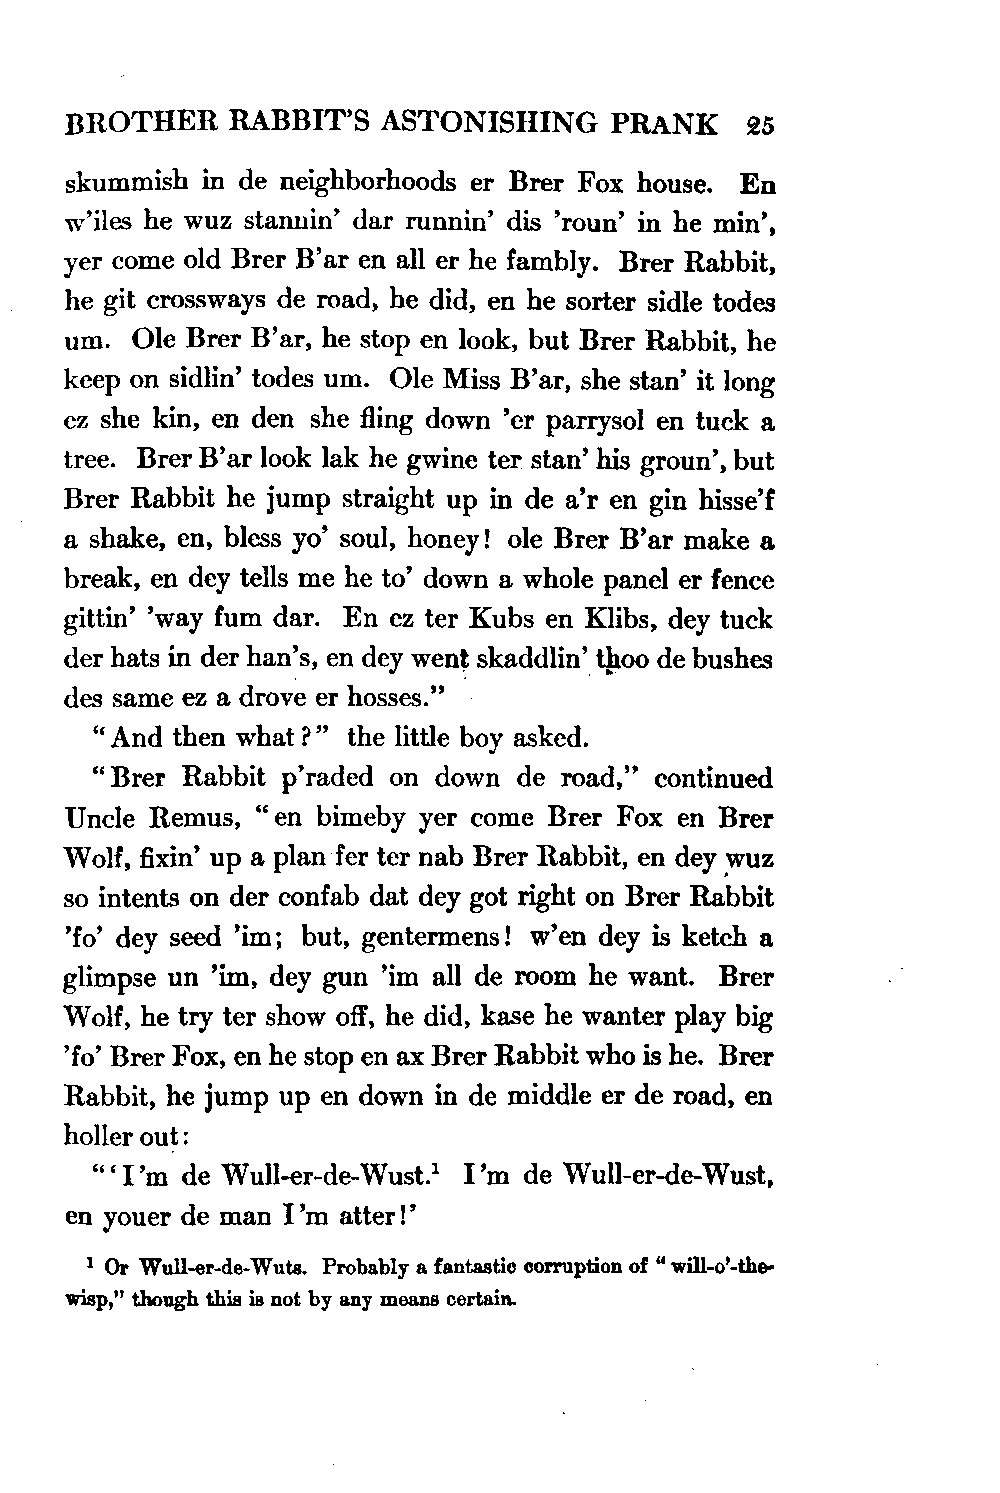 BROTHER RABBIT'S ASTONISHING PRANK 25
skummish in de neighborhoods er Brer Fox house. En
w'iles he wuz stannin' dar runnin' dis 'roun' in he min',
yer come old Brer B'ar en all er he fambly. Brer Rabbit,
he git crossways de road, he did, en he sorter sidle todes
um. Ole Brer B'ar, he stop en look, but Brer Rabbit, he
keep on sidlin' todes um. Ole Miss B'ar, she stan' it long
ez she kin, en den she fling down 'er parrysol en tuck a
tree. Brer B'ar look lak he gwine ter stan' his groun', but
Brer Rabbit he jump straight up in de a'r en gin hisse'f
a shake, en, bless yo' soul, honey! ole Brer B'ar make a
break, en dey tells me he to' down a whole panel er fence
gittin' 'way fum dar. En ez ter Kubs en Klibs, dey tuck
der hats in der han's, en dey went skaddlin' thoo de bushes
des same ez a drove er hosses."
"And then what?" the little boy asked.
"Brer Rabbit p'raded on down de road," continued
Uncle Remus, "en bimeby yer come Brer Fox en Brer
Wolf, fixin' up a plan fer ter nab Brer Rabbit, en dey wuz
so intents on der confab dat dey got right on Brer Rabbit
'fo' dey seed 'im; but, gentermens! w'en dey is ketch a
glimpse un 'im, dey gun 'im all de room he want. Brer
Wolf, he try ter show off, he did, kase he wanter play big
'fo' Brer Fox, en he stop en ax Brer Rabbit who is he. Brer
Rabbit, he jump up en down in de middle er de road, en
holler out:
"'I'm de Wull-er-de-Wust.¹ I'm de Wull-er-de-Wust,
en youer de man I'm atter!'
¹ Or Wull-er-de-Wuts. Probably a fantastic corruption of "will-o'-the-
wisp," though this is not by any means certain.